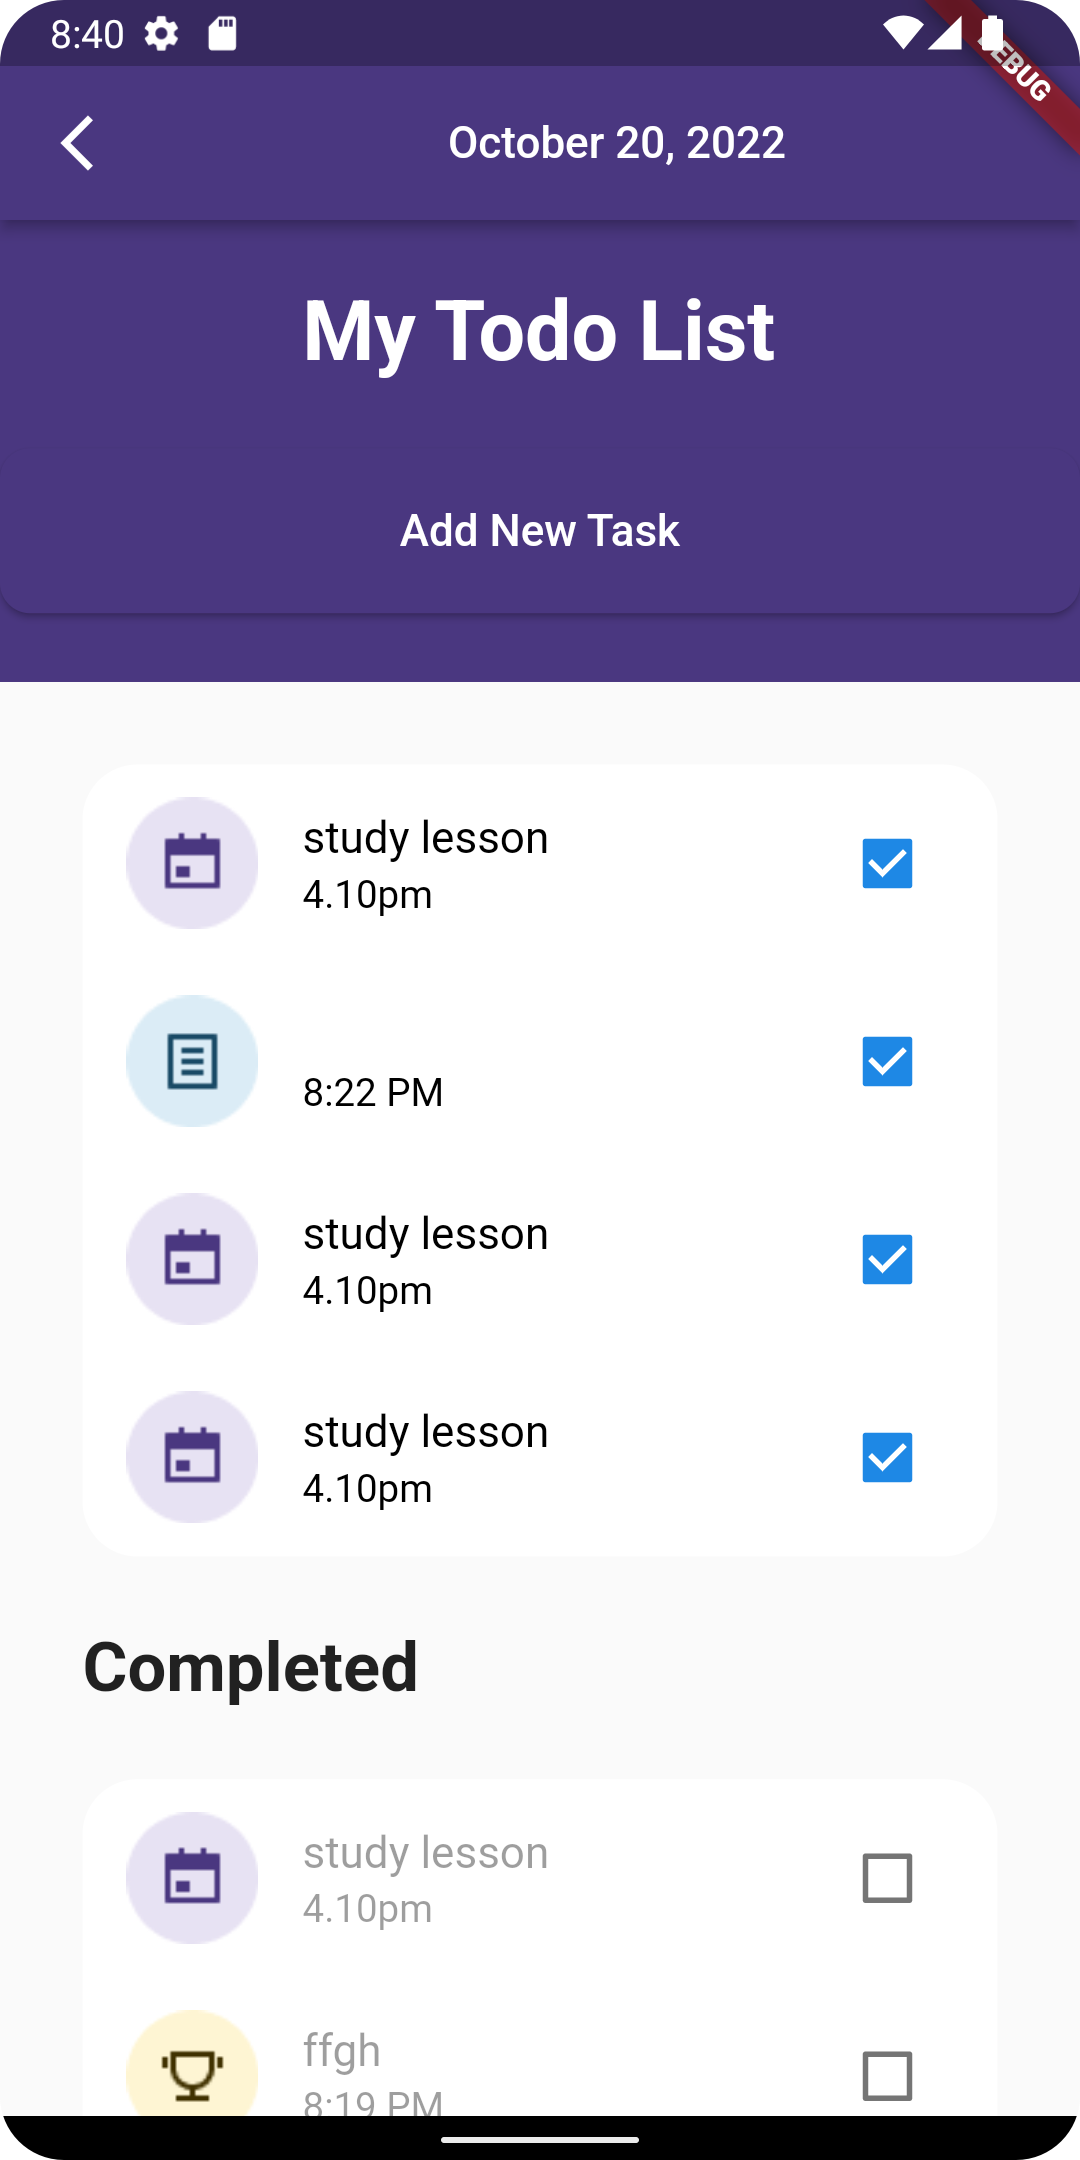 8:40
EBUG
October 20, 2022
My Todo List
Add New Task
study lesson
4.10pm
8:22 PM
study lesson
4.10pm
study lesson
4.10pm
Completed
study lesson
4.10pm
ffgh
8:19 PM